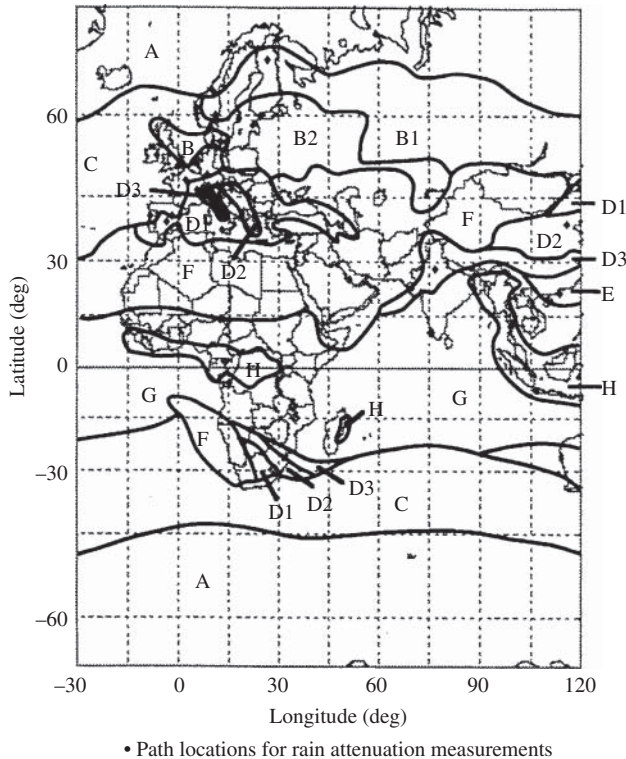 A
60
B2
B1
B
C
D3
D1
F
D1
D2
D3
30
F
D2
E
0
H
H
G
G
H
F
-30
D3
D1
D2
C
A
-60
-30
0
30
60
90
120
Latitude (deg)
Longitude (deg)
• Path locations for rain attenuation measurements